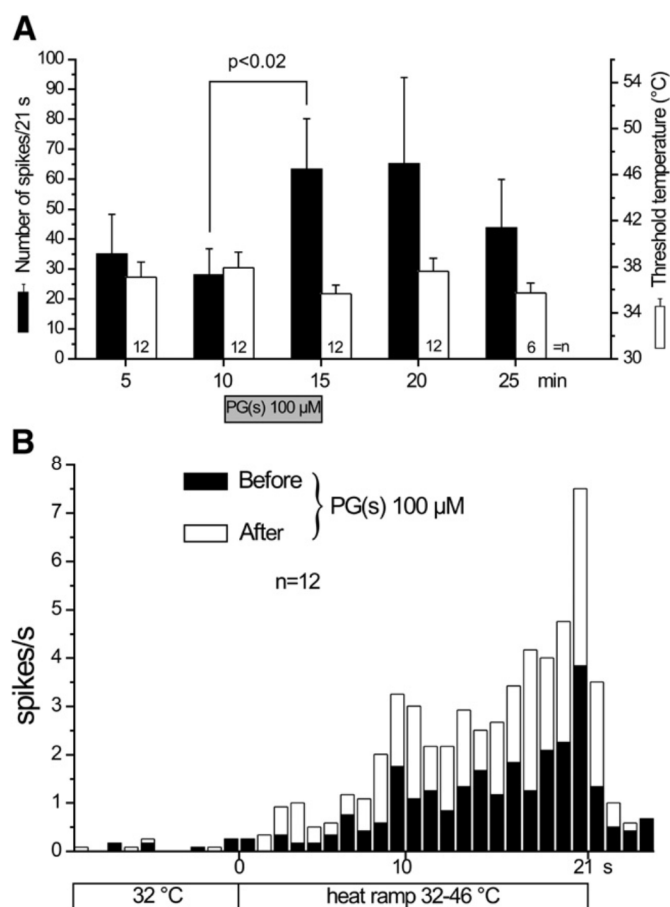 A
Number of spikes/21 s
100
90
80
70
60
50
40
30
20
10
0
p<0.02
12
12
12
12
6 =n
54
50
46
42
38
34
30
Threshold temperature (°C)
5 10 15 20 25 min
PG(s) 100 µM
B
spikes/s
8
7
6
5
4
3
2
1
0
Before
After
PG(s) 100 µM
n=12
0 10 21 s
32 °C heat ramp 32-46 °C